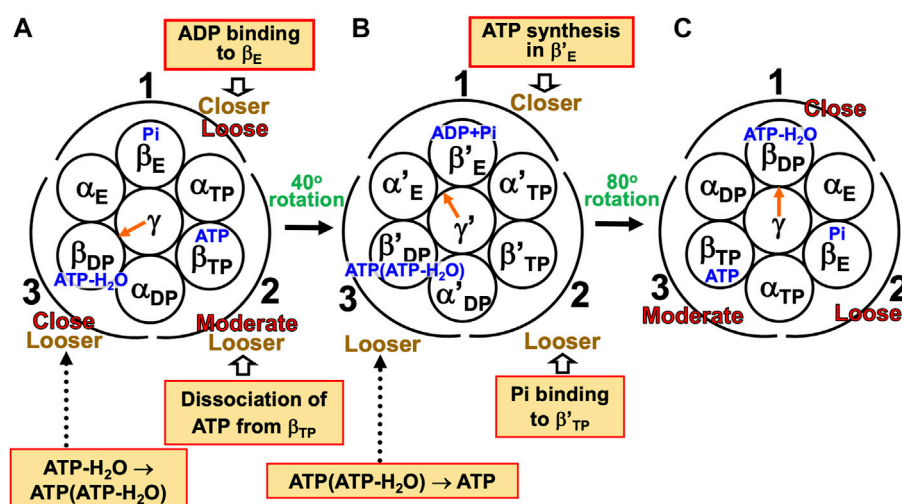 A
ADP binding
to βE
B
ATP synthesis
in β'E
C
1
Closer
Loose
1
Closer
1
Close
Pi
βE
αE
αTP
γ
βDP
ATP-H2O
ATP
βTP
αDP
3
2
Close
Looser
Moderate
Looser
40o
rotation
ADP+Pi
β'E
α'E
α'TP
γ'
β'DP
ATP(ATP-H2O)
β'TP
α'DP
3
2
Looser
Looser
80o
rotation
ATP-H2O
βDP
αDP
αE
γ
βTP
ATP
Pi
βE
αTP
3
2
Moderate
Loose
Dissociation of
ATP from βTP
Pi binding
to β'TP
ATP-H2O →
ATP(ATP-H2O)
ATP(ATP-H2O) → ATP